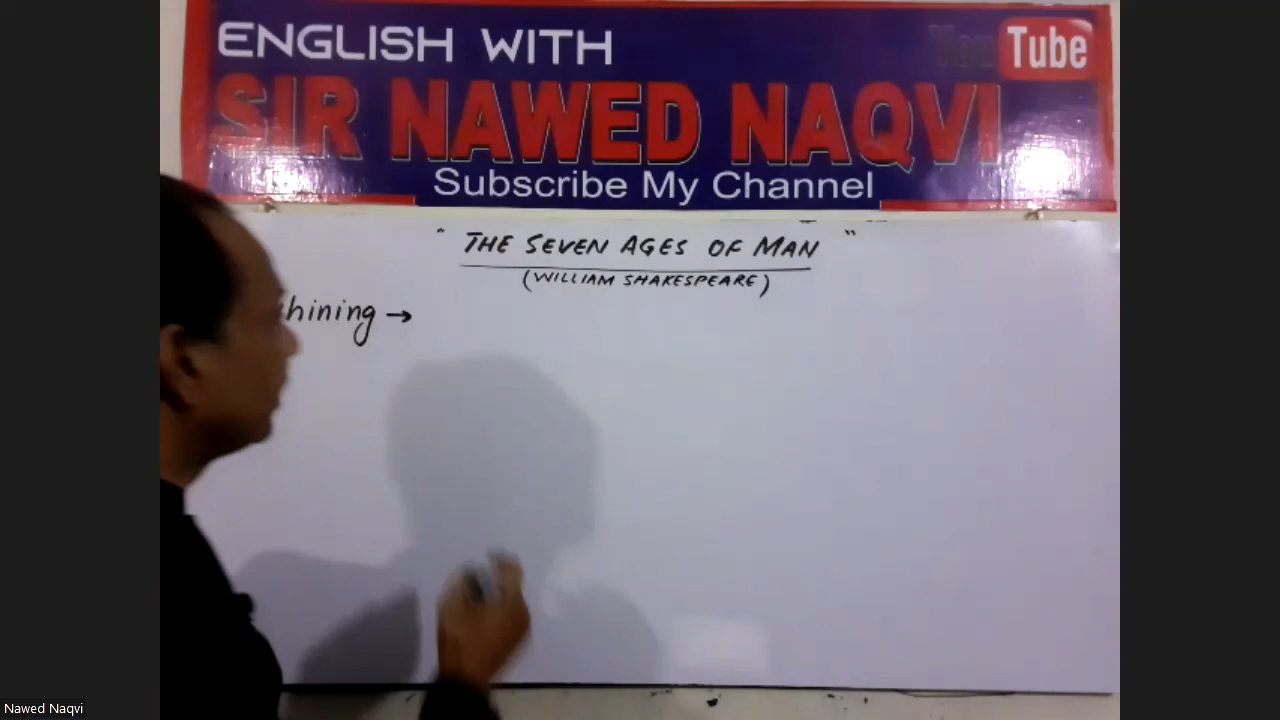 ENGLISH WITH
You Tube
SIR NAWED NAQVI
Subscribe My Channel
" THE SEVEN AGES OF MAN "
(WILLIAM SHAKESPEARE)
hining →
Nawed Naqvi